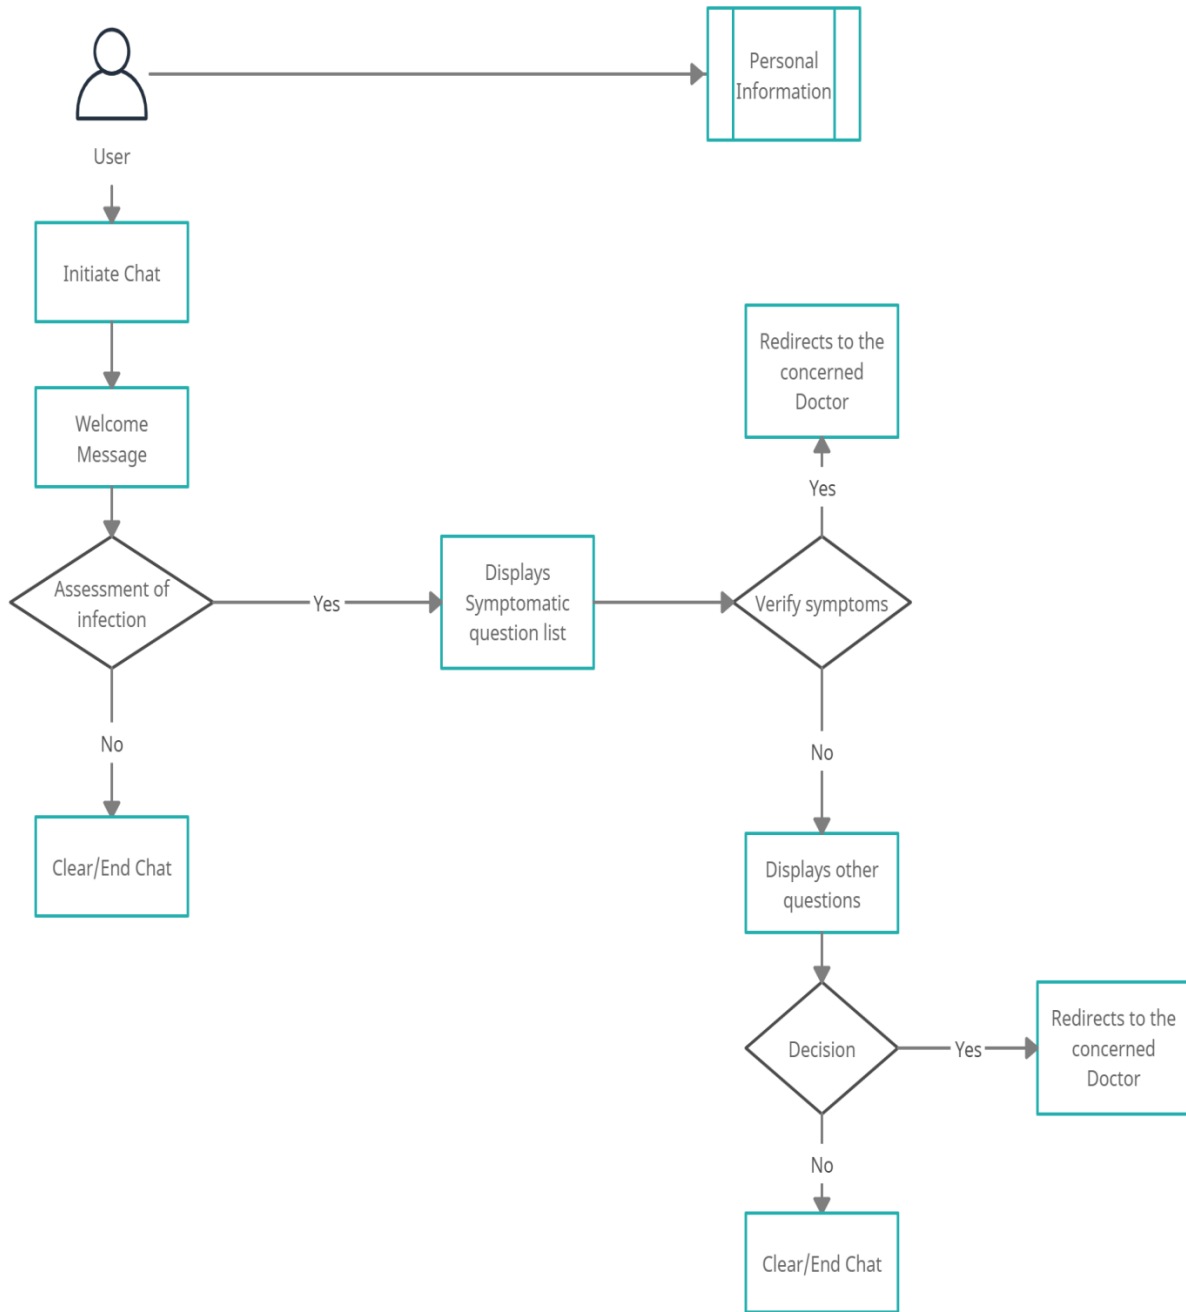 Personal
Information
User
Initiate Chat
Welcome
Message
Redirects to the
concerned
Doctor
Yes
Assessment of
infection
Yes
Displays
Symptomatic
question list
Verify symptoms
No
No
Clear/End Chat
Displays other
questions
Decision
Yes
Redirects to the
concerned
Doctor
No
Clear/End Chat